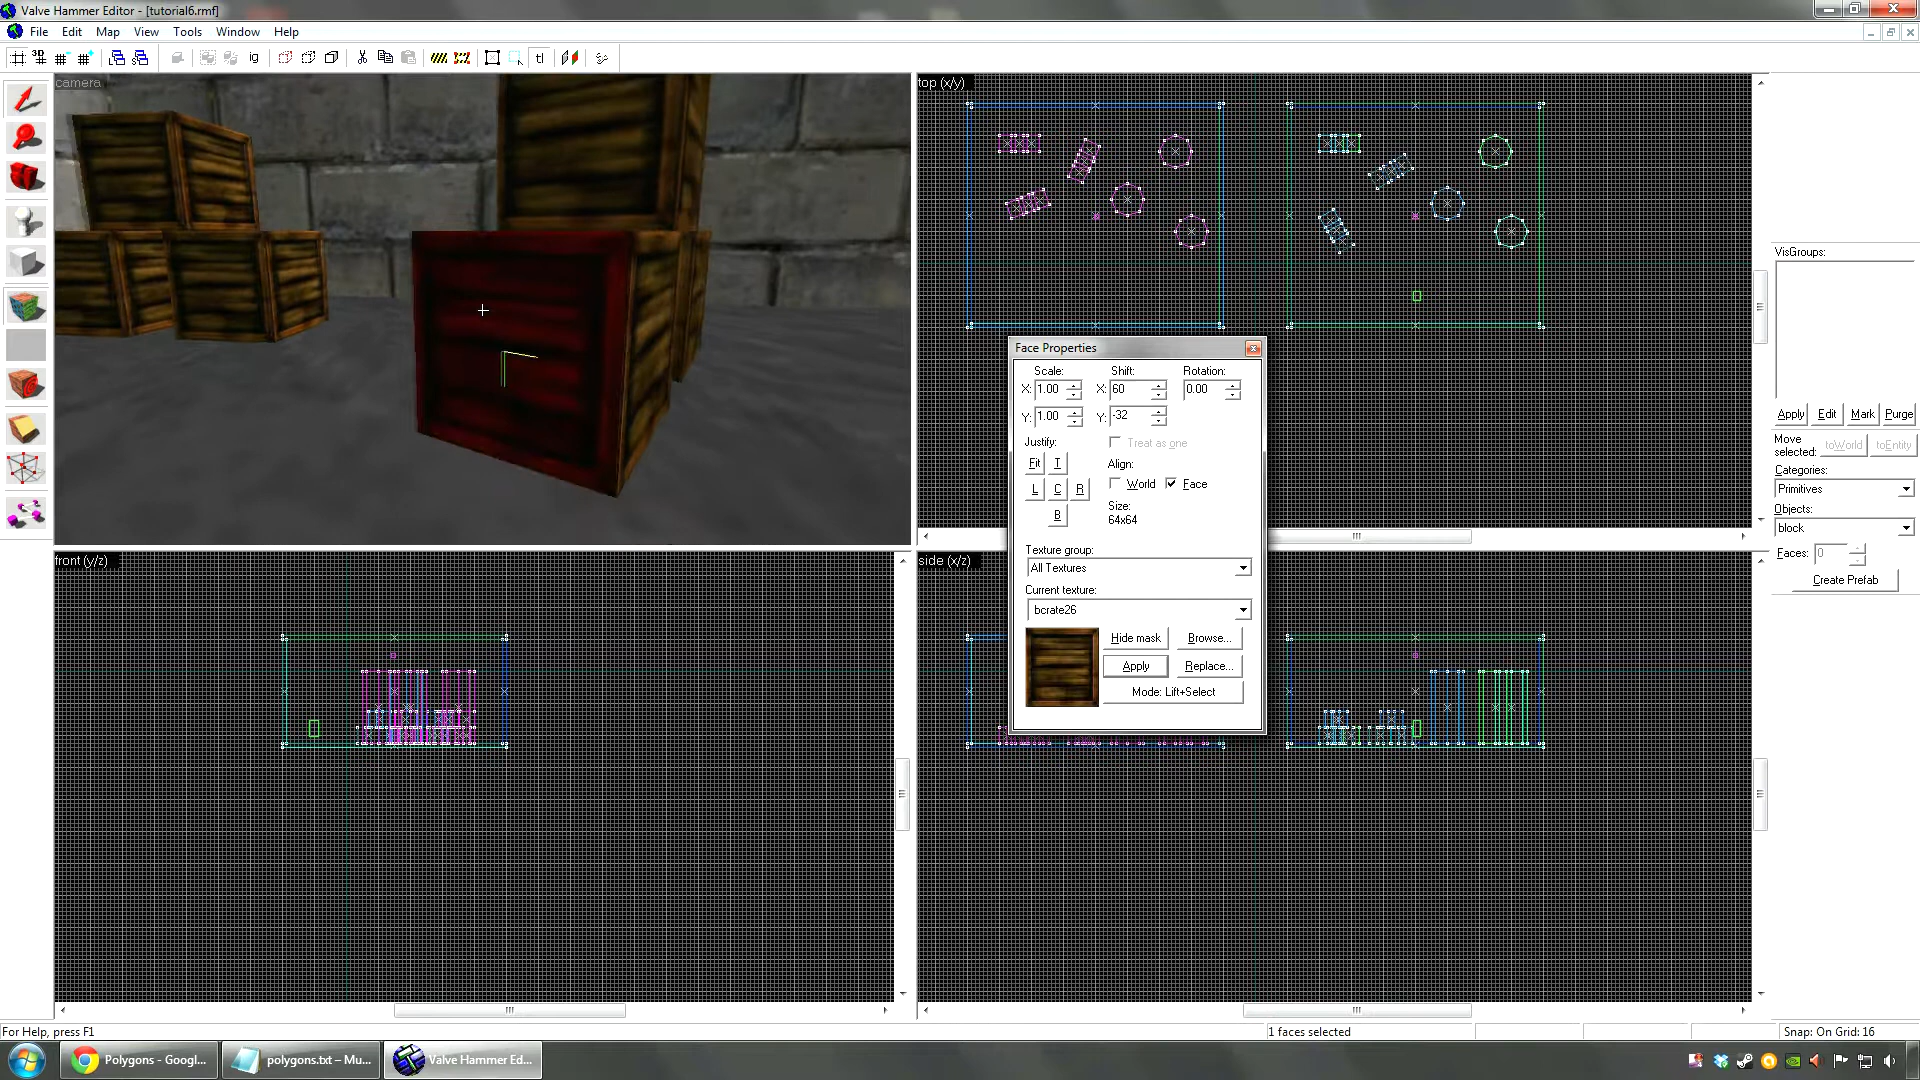 Valve Hammer Editor - [tutorial6.rmf]
File Edit Map View Tools Window Help
3D
ig
tl
camera
top (x/y)
Face Properties
Scale: Shift: Rotation:
X: 1.00 X: 60 0.00
Y: 1.00 Y: -32
Justify: Treat as one
Fit T Align:
L C R World Face
B Size:
64x64
Texture group:
All Textures
Current texture:
bcrate26
Hide mask Browse...
Apply Replace...
Mode: Lift+Select
VisGroups:
Apply Edit Mark Purge
Move selected: toWorld toEntity
Categories:
Primitives
Objects:
block
Faces: 0
Create Prefab
front (y/z)
side (x/z)
For Help, press F1
1 faces selected
Snap: On Grid: 16
Polygons - Googl...
polygons.txt – Mu...
Valve Hammer Ed...